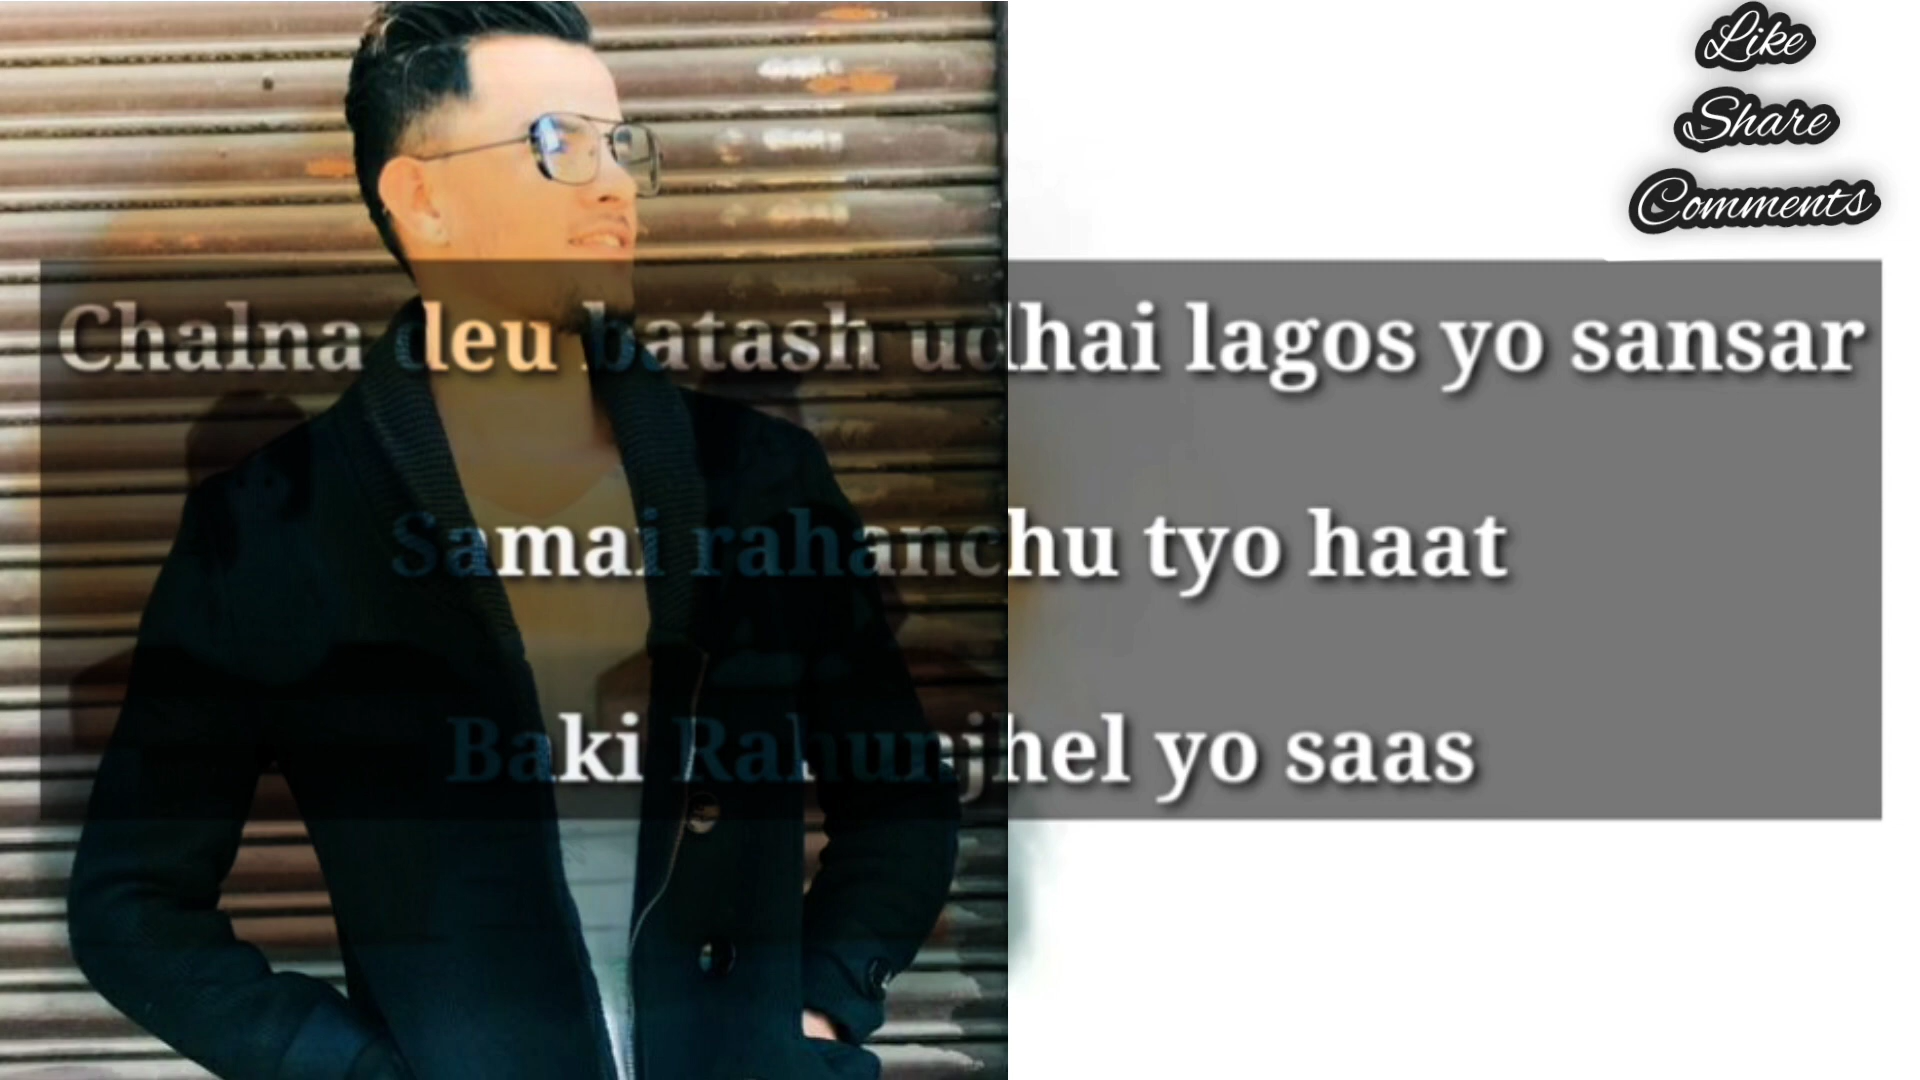 Like
Share
Comments
Chalna deu batash udhai lagos yo sansar
Samai rahanchu tyo haat
Baki Rahunjhel yo saas